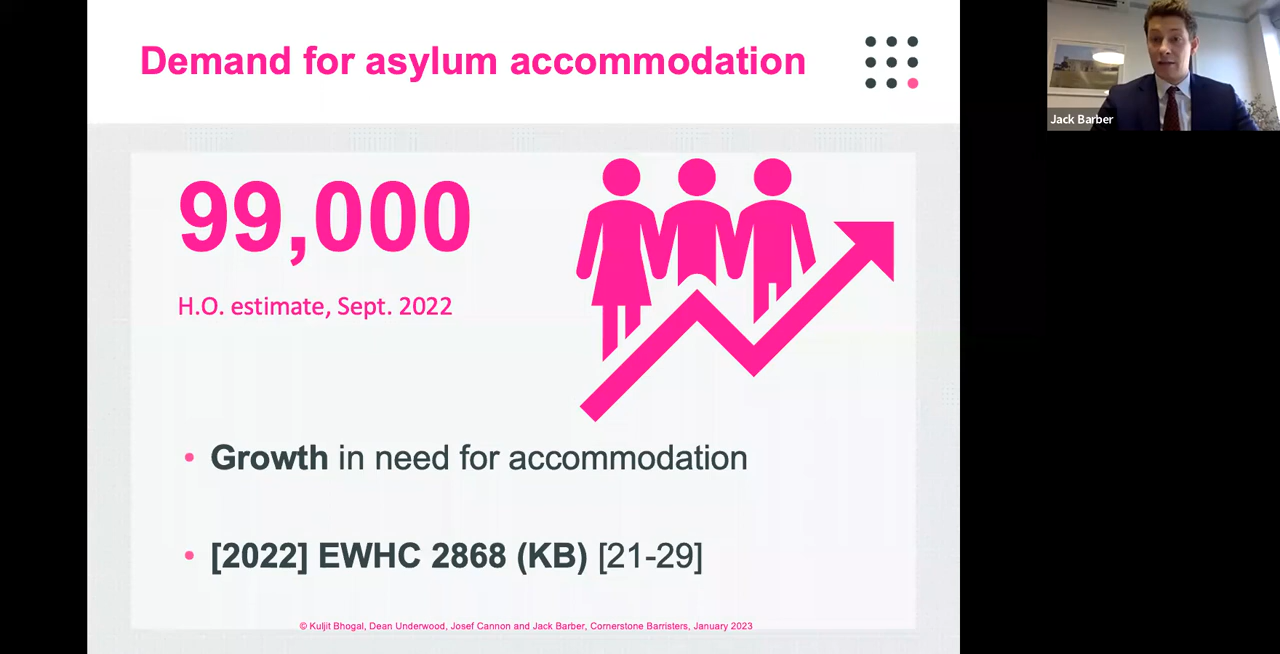 Demand for asylum accommodation
Jack Barber
99,000
H.O. estimate, Sept. 2022
• Growth in need for accommodation
• [2022] EWHC 2868 (KB) [21-29]
© Kuljit Bhogal, Dean Underwood, Josef Cannon and Jack Barber, Cornerstone Barristers, January 2023